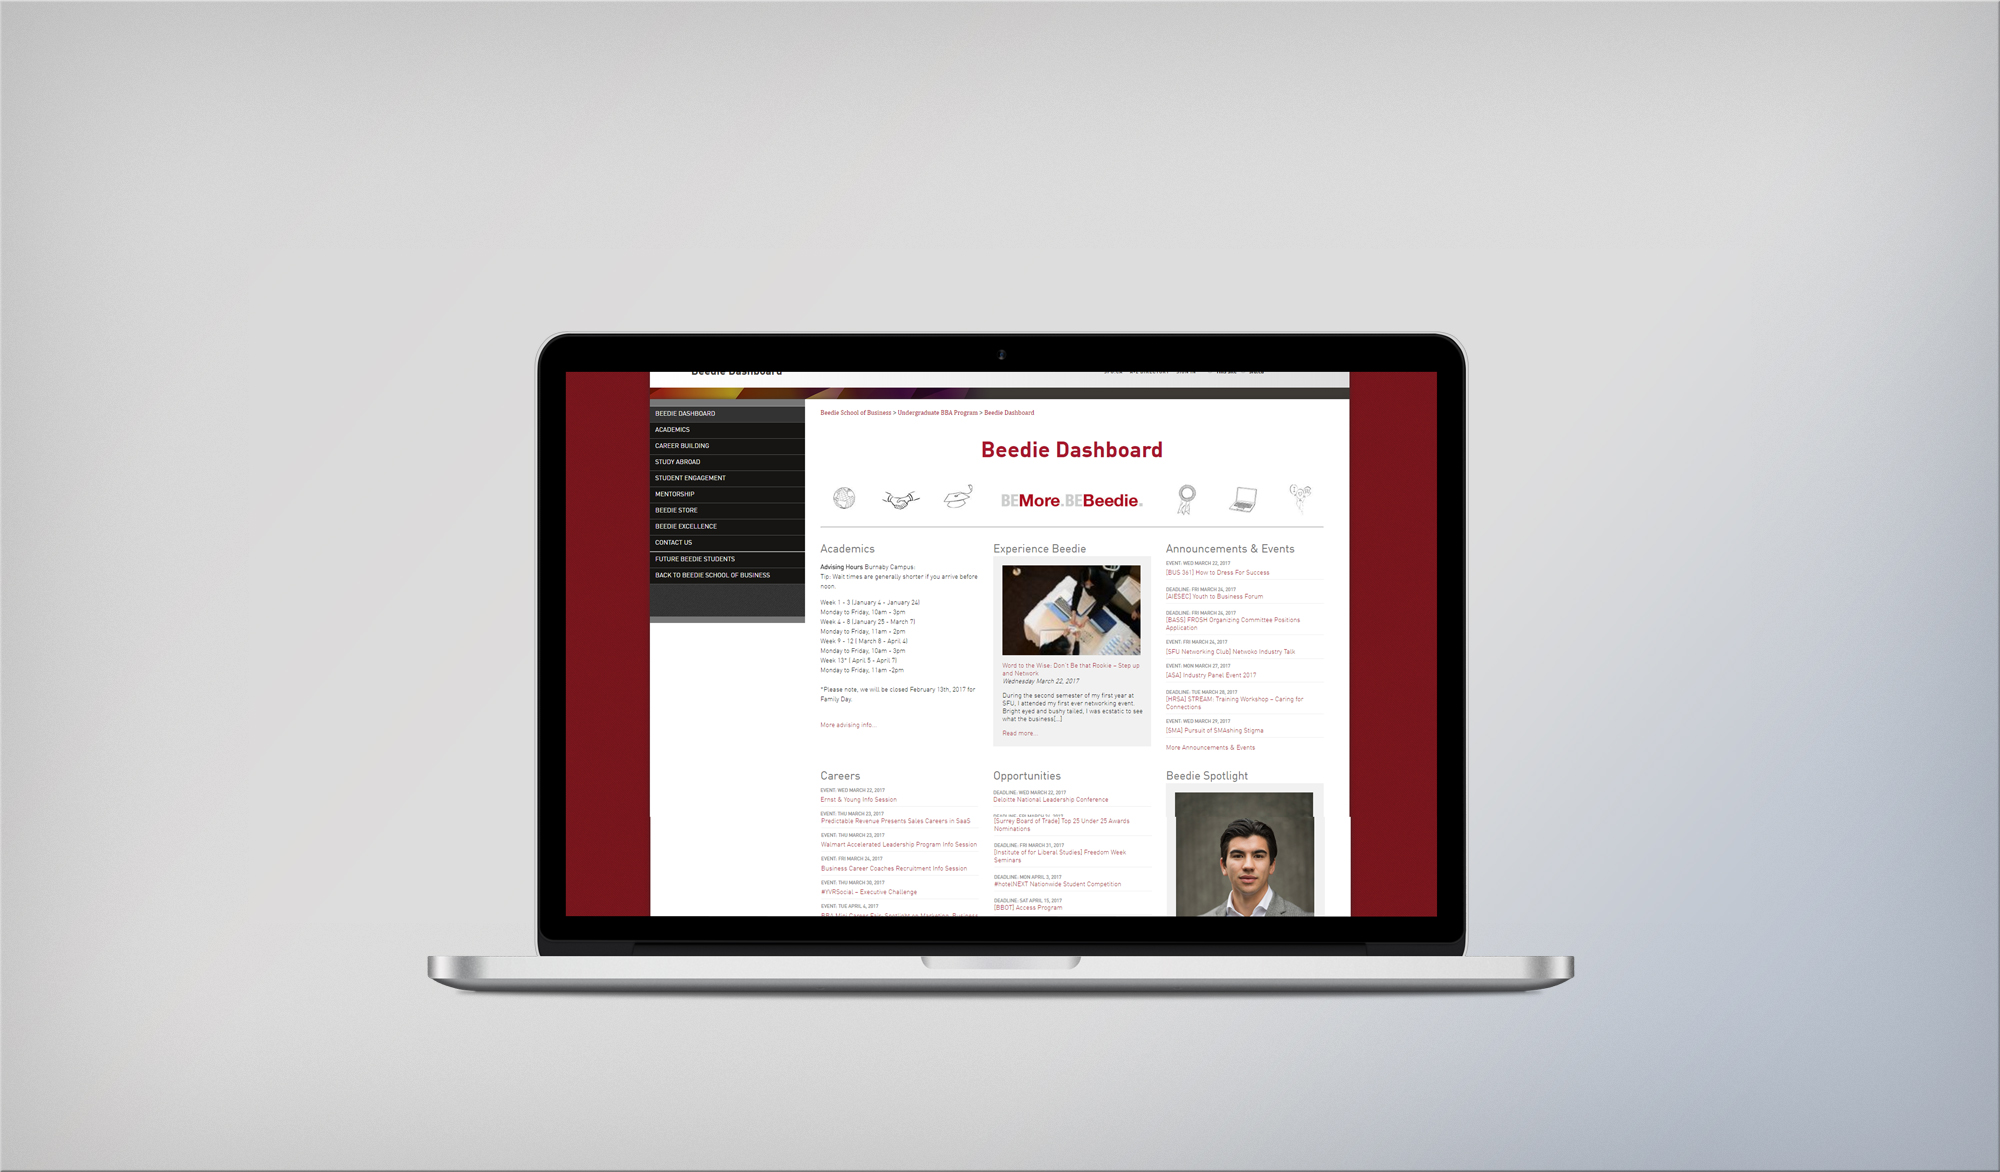 Beedie Dashboard
BEEDIE DASHBOARD
ACADEMICS
CAREER BUILDING
STUDY ABROAD
STUDENT ENGAGEMENT
MENTORSHIP
BEEDIE STORE
BEEDIE EXCELLENCE
CONTACT US
FUTURE BEEDIE STUDENTS
BACK TO BEEDIE SCHOOL OF BUSINESS
Beedie School of Business > Undergraduate BBA Program > Beedie Dashboard
Beedie Dashboard
BEMore.BEBeedie.
Academics
Advising Hours Burnaby Campus:
Tip: Wait times are generally shorter if you arrive before
noon.
Week 1 - 3 (January 4 - January 24)
Monday to Friday, 10am - 3pm
Week 4 - 8 (January 25 - March 7)
Monday to Friday, 11am - 2pm
Week 9 - 12 ( March 8 - April 4)
Monday to Friday, 10am - 3pm
Week 13* ( April 5 - April 7)
Monday to Friday, 11am -2pm
*Please note, we will be closed February 13th, 2017 for
Family Day.
More advising info...
Experience Beedie
Word to the Wise: Don't Be that Rookie – Step up
and Network
Wednesday March 22, 2017
During the second semester of my first year at
SFU, I attended my first ever networking event.
Bright eyed and bushy tailed, I was ecstatic to see
what the business[...]
Read more...
Announcements & Events
EVENT: WED MARCH 22, 2017
[BUS 361] How to Dress For Success
DEADLINE: FRI MARCH 24, 2017
[AIESEC] Youth to Business Forum
DEADLINE: FRI MARCH 24, 2017
[BASS] FROSH Organizing Committee Positions
Application
EVENT: FRI MARCH 24, 2017
[SFU Networking Club] Netwoko Industry Talk
EVENT: MON MARCH 27, 2017
[ASA] Industry Panel Event 2017
DEADLINE: TUE MARCH 28, 2017
[HRSA] STREAM: Training Workshop – Caring for
Connections
EVENT: WED MARCH 29, 2017
[SMA] Pursuit of SMAshing Stigma
More Announcements & Events
Careers
EVENT: WED MARCH 22, 2017
Ernst & Young Info Session
EVENT: THU MARCH 23, 2017
Predictable Revenue Presents Sales Careers in SaaS
EVENT: THU MARCH 23, 2017
Walmart Accelerated Leadership Program Info Session
EVENT: FRI MARCH 24, 2017
Business Career Coaches Recruitment Info Session
EVENT: THU MARCH 30, 2017
#YVRSocial – Executive Challenge
EVENT: TUE APRIL 4, 2017
Opportunities
DEADLINE: WED MARCH 22, 2017
Deloitte National Leadership Conference
[Surrey Board of Trade] Top 25 Under 25 Awards
Nominations
DEADLINE: FRI MARCH 31, 2017
[Institute of for Liberal Studies] Freedom Week
Seminars
DEADLINE: MON APRIL 3, 2017
#hotelNEXT Nationwide Student Competition
DEADLINE: SAT APRIL 15, 2017
[BBOT] Access Program
Beedie Spotlight